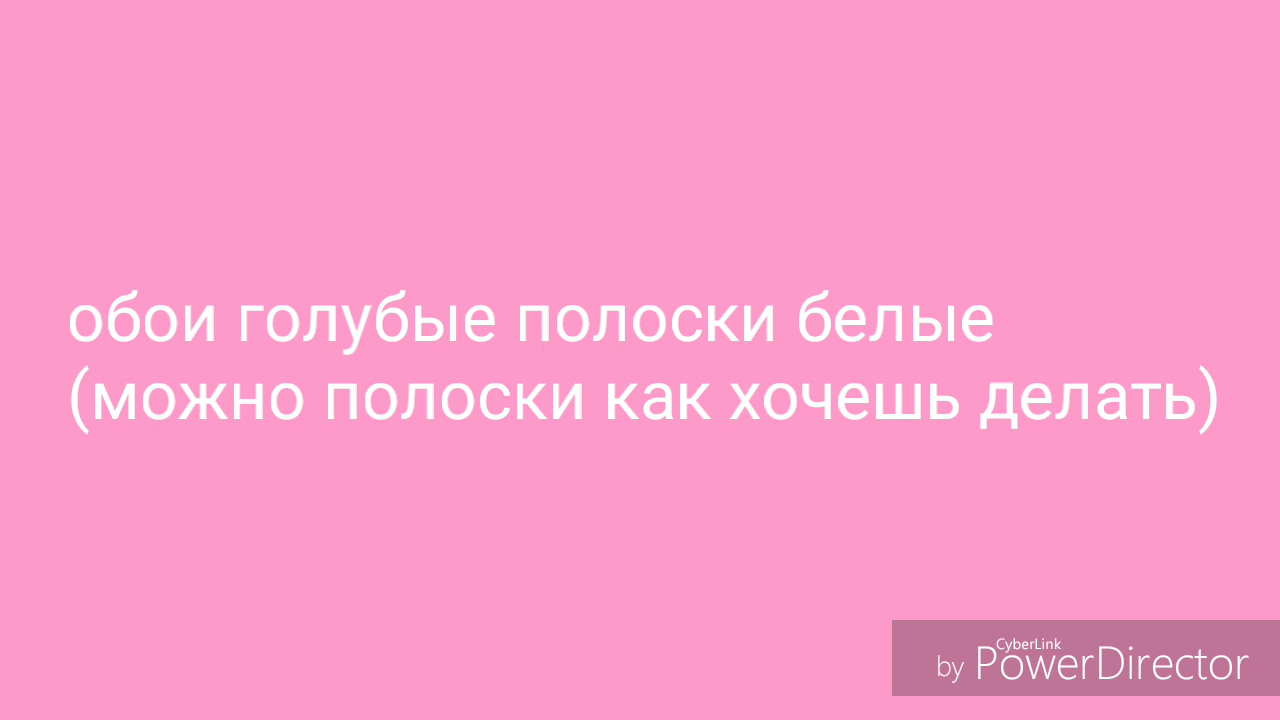 обои голубые полоски белые
(можно полоски как хочешь делать)
by CyberLink PowerDirector